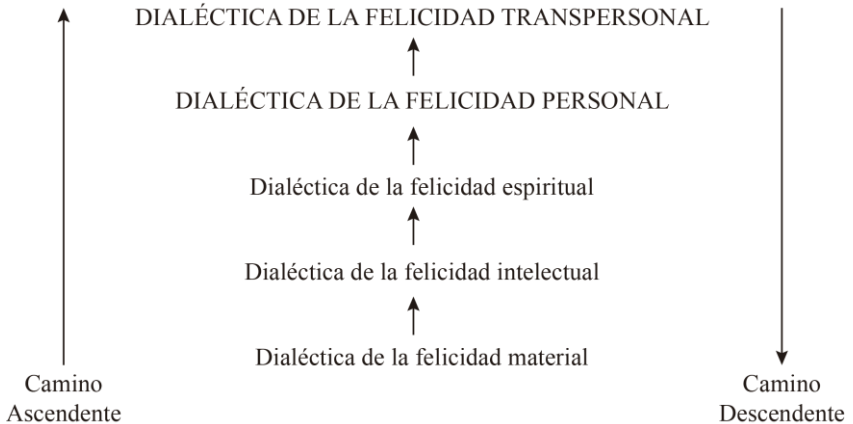 DIALÉCTICA DE LA FELICIDAD TRANSPERSONAL
DIALÉCTICA DE LA FELICIDAD PERSONAL
Dialéctica de la felicidad espiritual
Dialéctica de la felicidad intelectual
Dialéctica de la felicidad material
Camino
Ascendente
Camino
Descendente